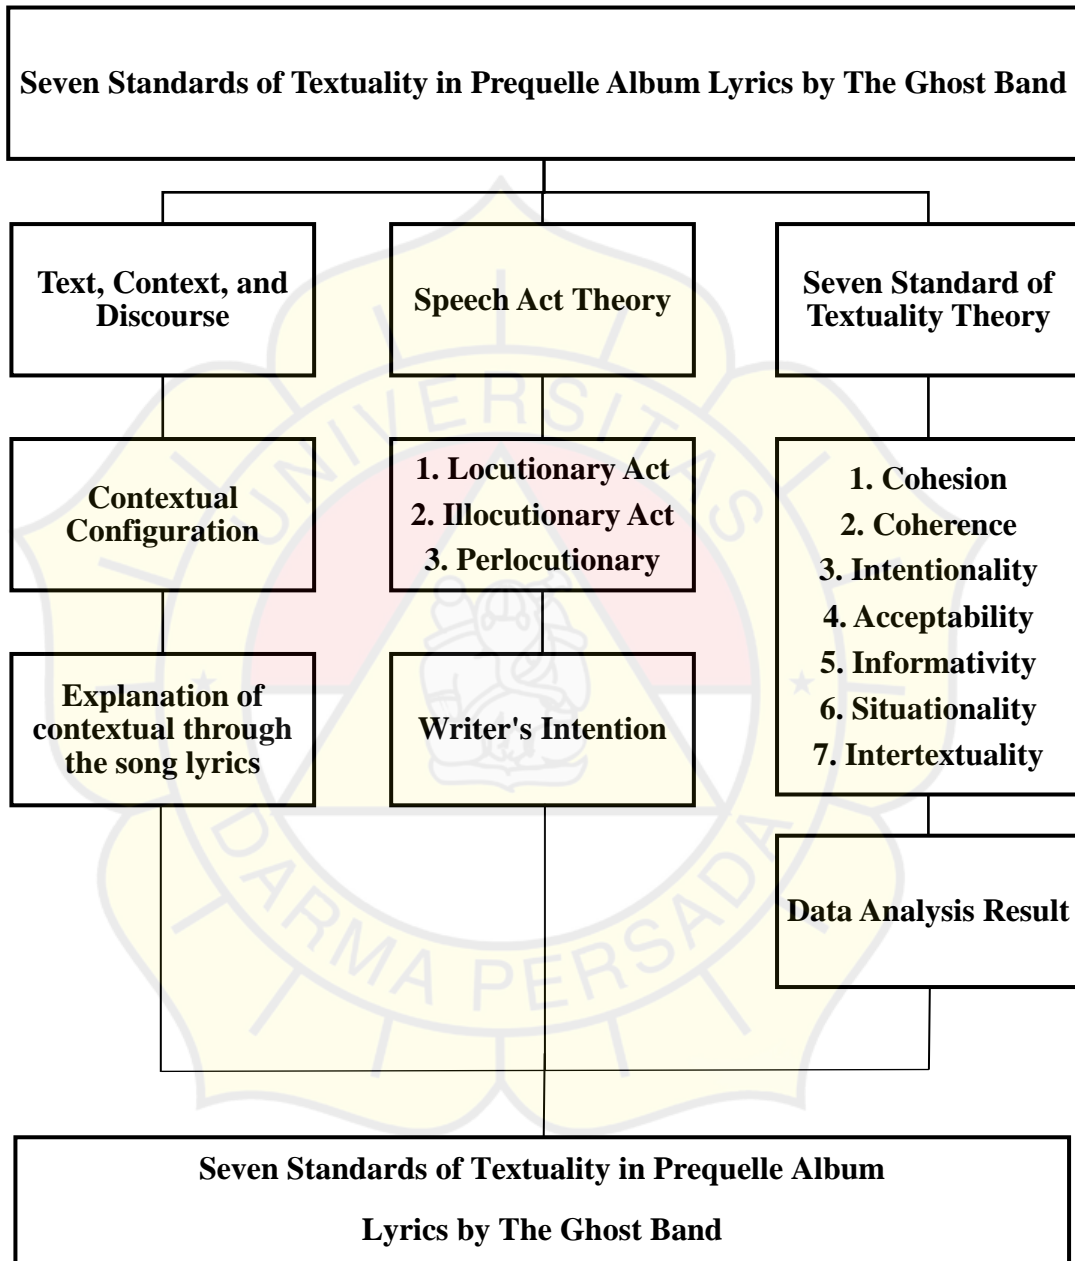 Seven Standards of Textuality in Prequelle Album Lyrics by The Ghost Band
Text, Context, and
Discourse
Speech Act Theory
Seven Standard of
Textuality Theory
Contextual
Configuration
1. Locutionary Act
2. Illocutionary Act
3. Perlocutionary
1. Cohesion
2. Coherence
3. Intentionality
4. Acceptability
5. Informativity
6. Situationality
7. Intertextuality
Explanation of
contextual through
the song lyrics
Writer's Intention
Data Analysis Result
Seven Standards of Textuality in Prequelle Album
Lyrics by The Ghost Band
UNIVERSITAS
DARMA PERSADA